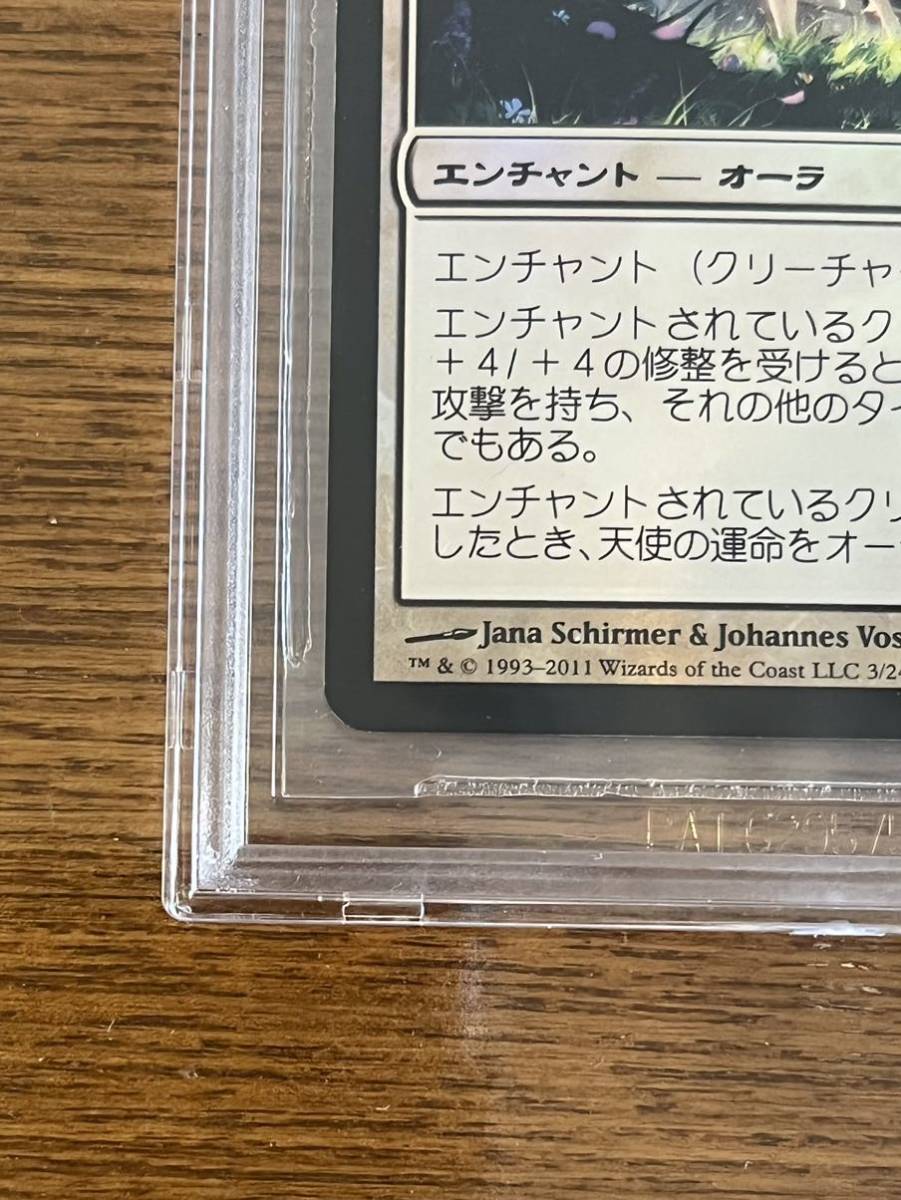 エンチャント ― オーラ
エンチャント（クリーチャ
エンチャントされているク
＋４/＋４の修整を受けると
攻撃を持ち、それの他のタ
でもある。
エンチャントされているクリ
したとき、天使の運命をオー
Jana Schirmer & Johannes Vos
™ & © 1993–2011 Wizards of the Coast LLC 3/2